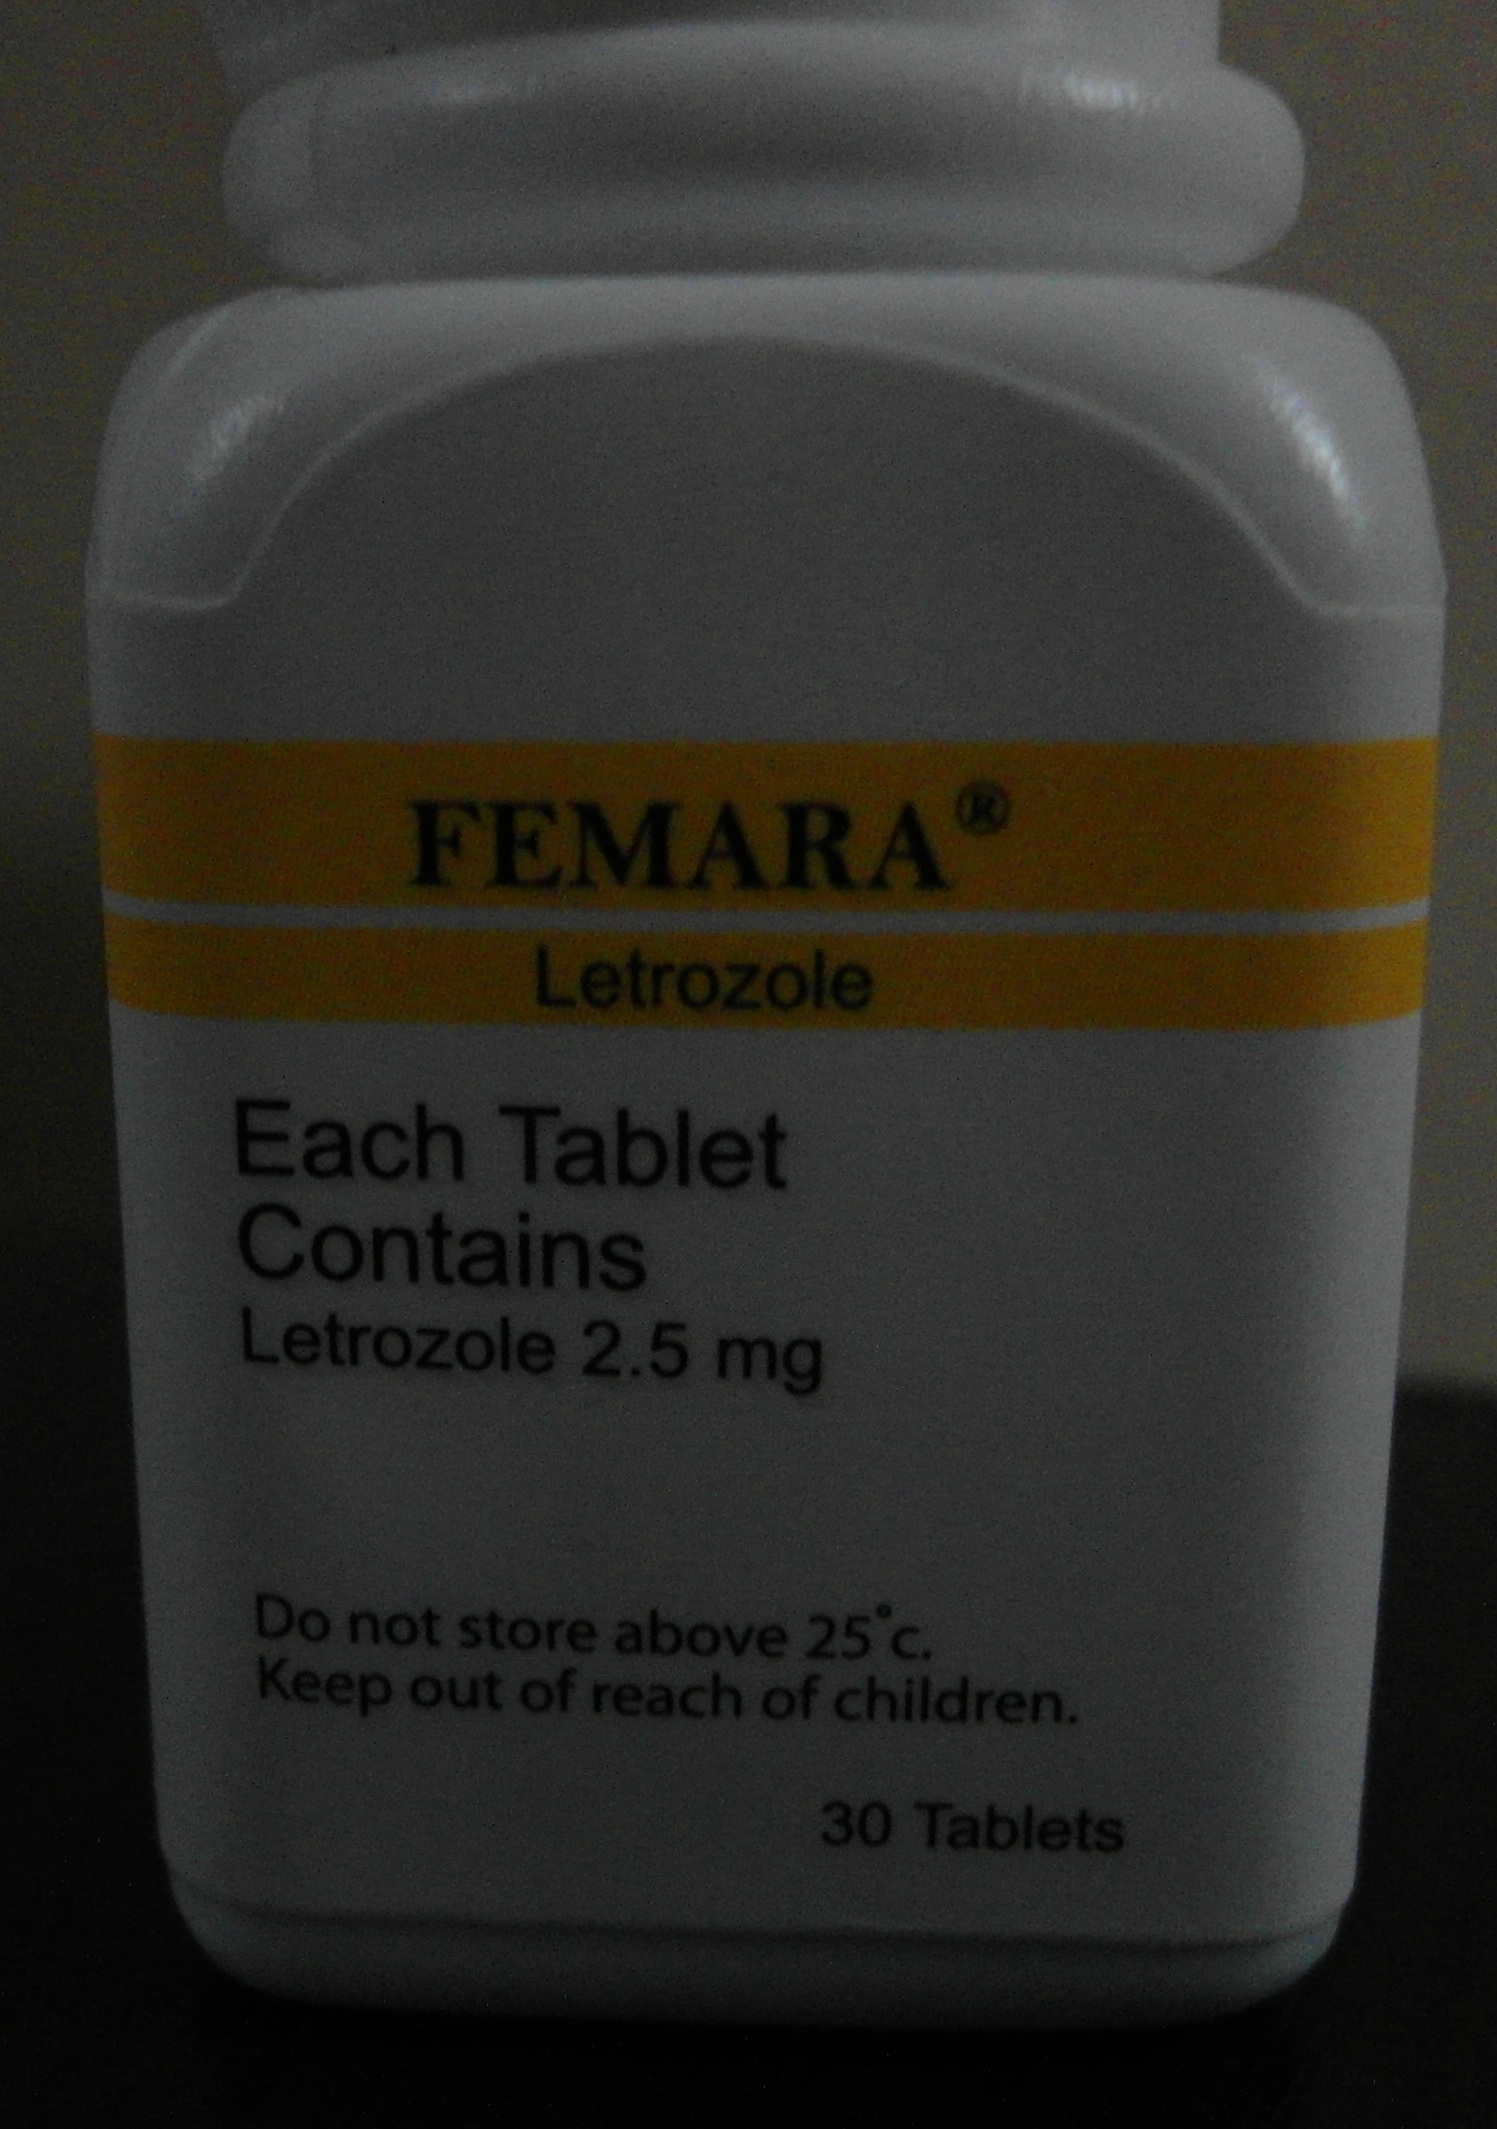 FEMARA®
Letrozole
Each Tablet
Contains
Letrozole 2.5 mg
Do not store above 25°c.
Keep out of reach of children.
30 Tablets